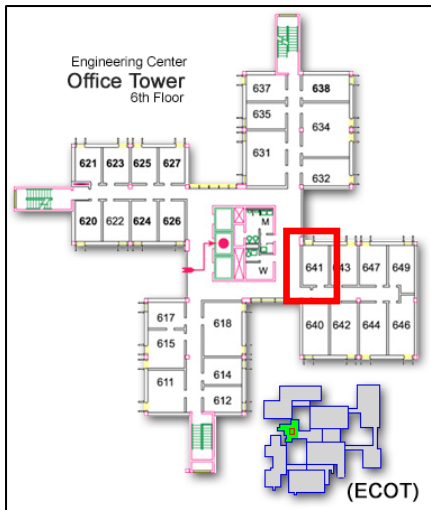 Engineering Center
Office Tower
6th Floor
637 638
635 634
631
632
621 623 625 627
620 622 624 626
M
W
641 643 647 649
640 642 644 646
617 618
615
614
611
612
(ECOT)